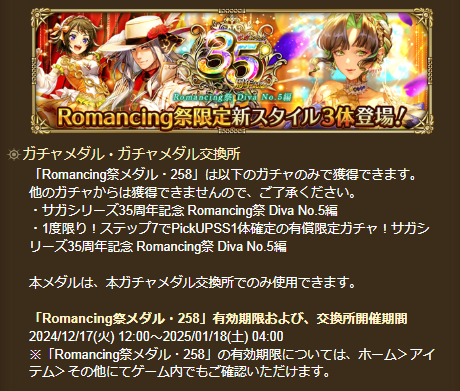 35
Romancing祭 Diva No.5編
Romancing祭限定新スタイル3体登場!
ガチャメダル・ガチャメダル交換所
「Romancing祭メダル・258」は以下のガチャのみで獲得できます。
他のガチャからは獲得できませんので、ご了承ください。
・サガシリーズ35周年記念 Romancing祭 Diva No.5編
・1度限り！ステップ7でPickUPSS1体確定の有償限定ガチャ！サガシ
リーズ35周年記念 Romancing祭 Diva No.5編
本メダルは、本ガチャメダル交換所でのみ使用できます。
「Romancing祭メダル・258」有効期限および、交換所開催期間
2024/12/17(火) 12:00～2025/01/18(土) 04:00
※「Romancing祭メダル・258」の有効期限については、ホーム＞アイ
テム＞その他にてゲーム内でもご確認いただけます。